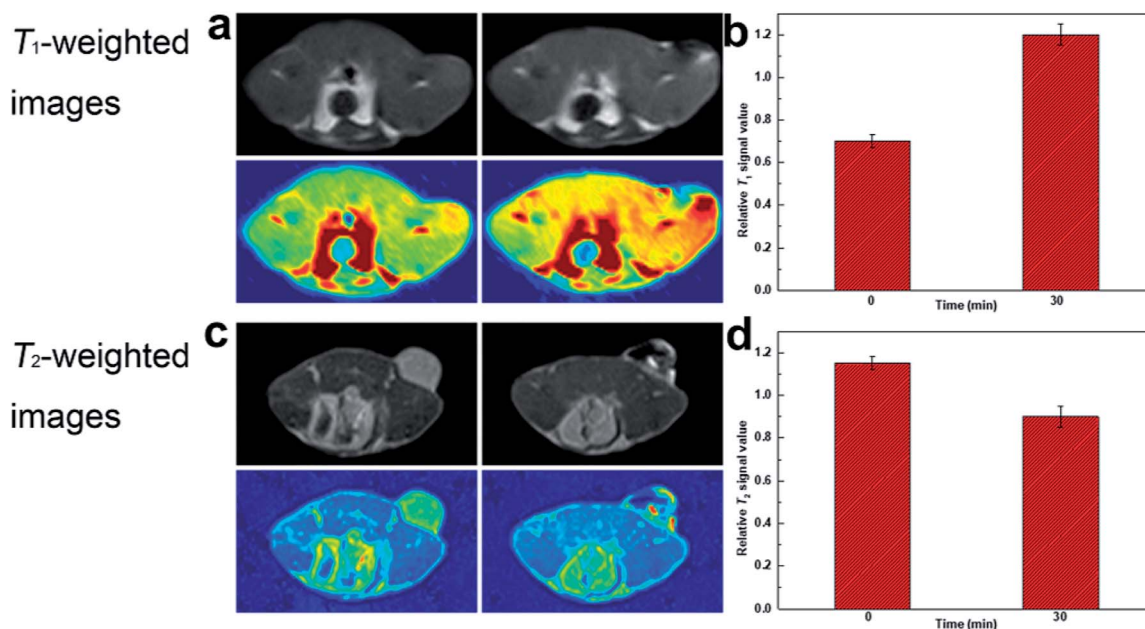 T1-weighted
images
a
b
Relative T1 signal value
1.2
1.0
0.8
0.6
0.4
0.2
0.0
0
30
Time (min)
T2-weighted
images
c
d
Relative T2 signal value
1.2
1.0
0.8
0.6
0.4
0.2
0.0
0
30
Time (min)